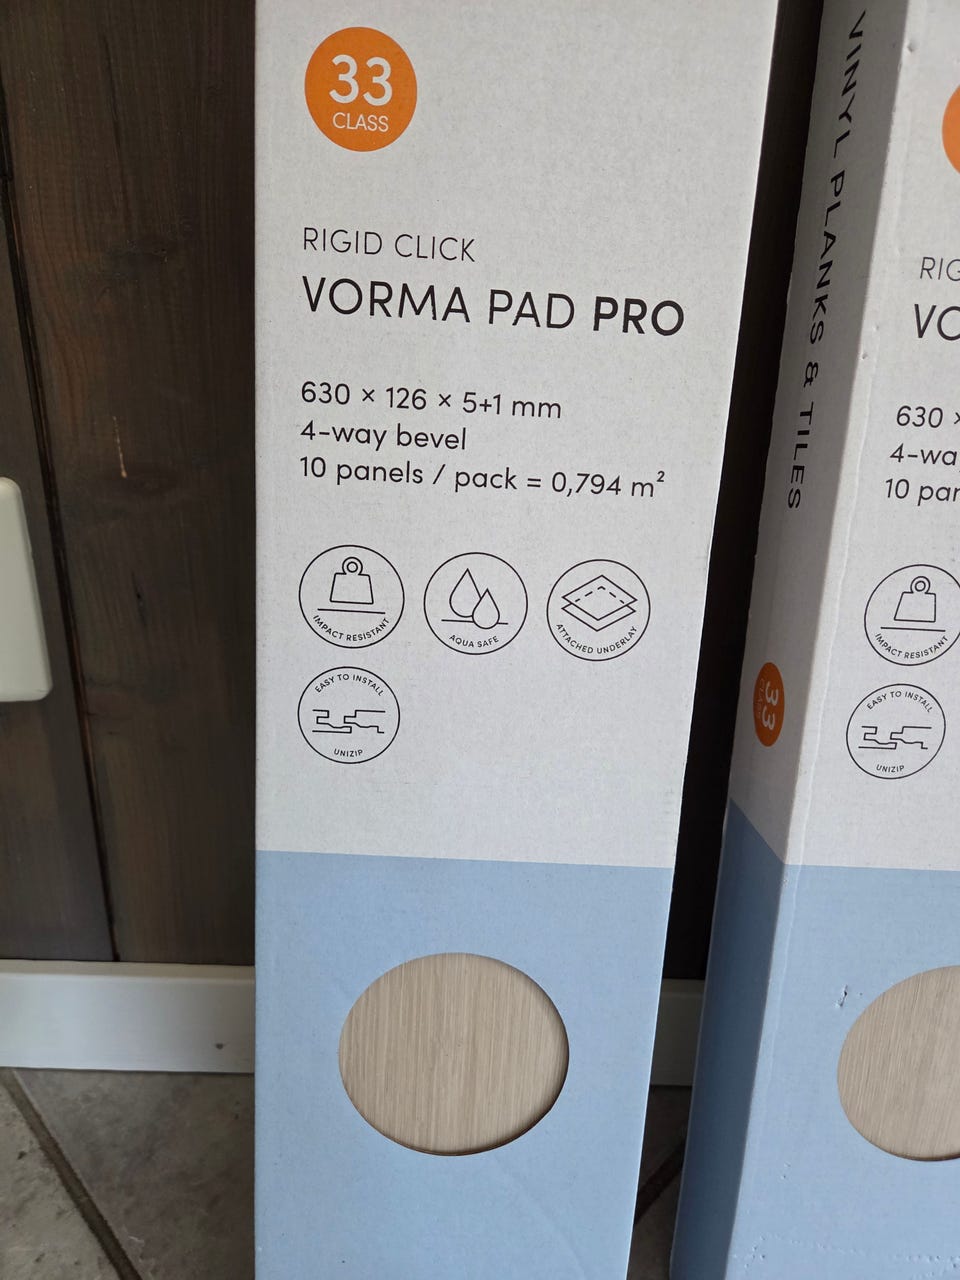 33
CLASS
RIGID CLICK
VORMA PAD PRO
630 × 126 × 5+1 mm
4-way bevel
10 panels / pack = 0,794 m²
IMPACT RESISTANT
AQUA SAFE
ATTACHED UNDERLAY
EASY TO INSTALL
UNIZIP
VINYL PLANKS & TILES
33
CLASS
RIG
VO
630 ×
4-wa
10 pan
IMPACT RESISTANT
EASY TO INSTALL
UNIZIP